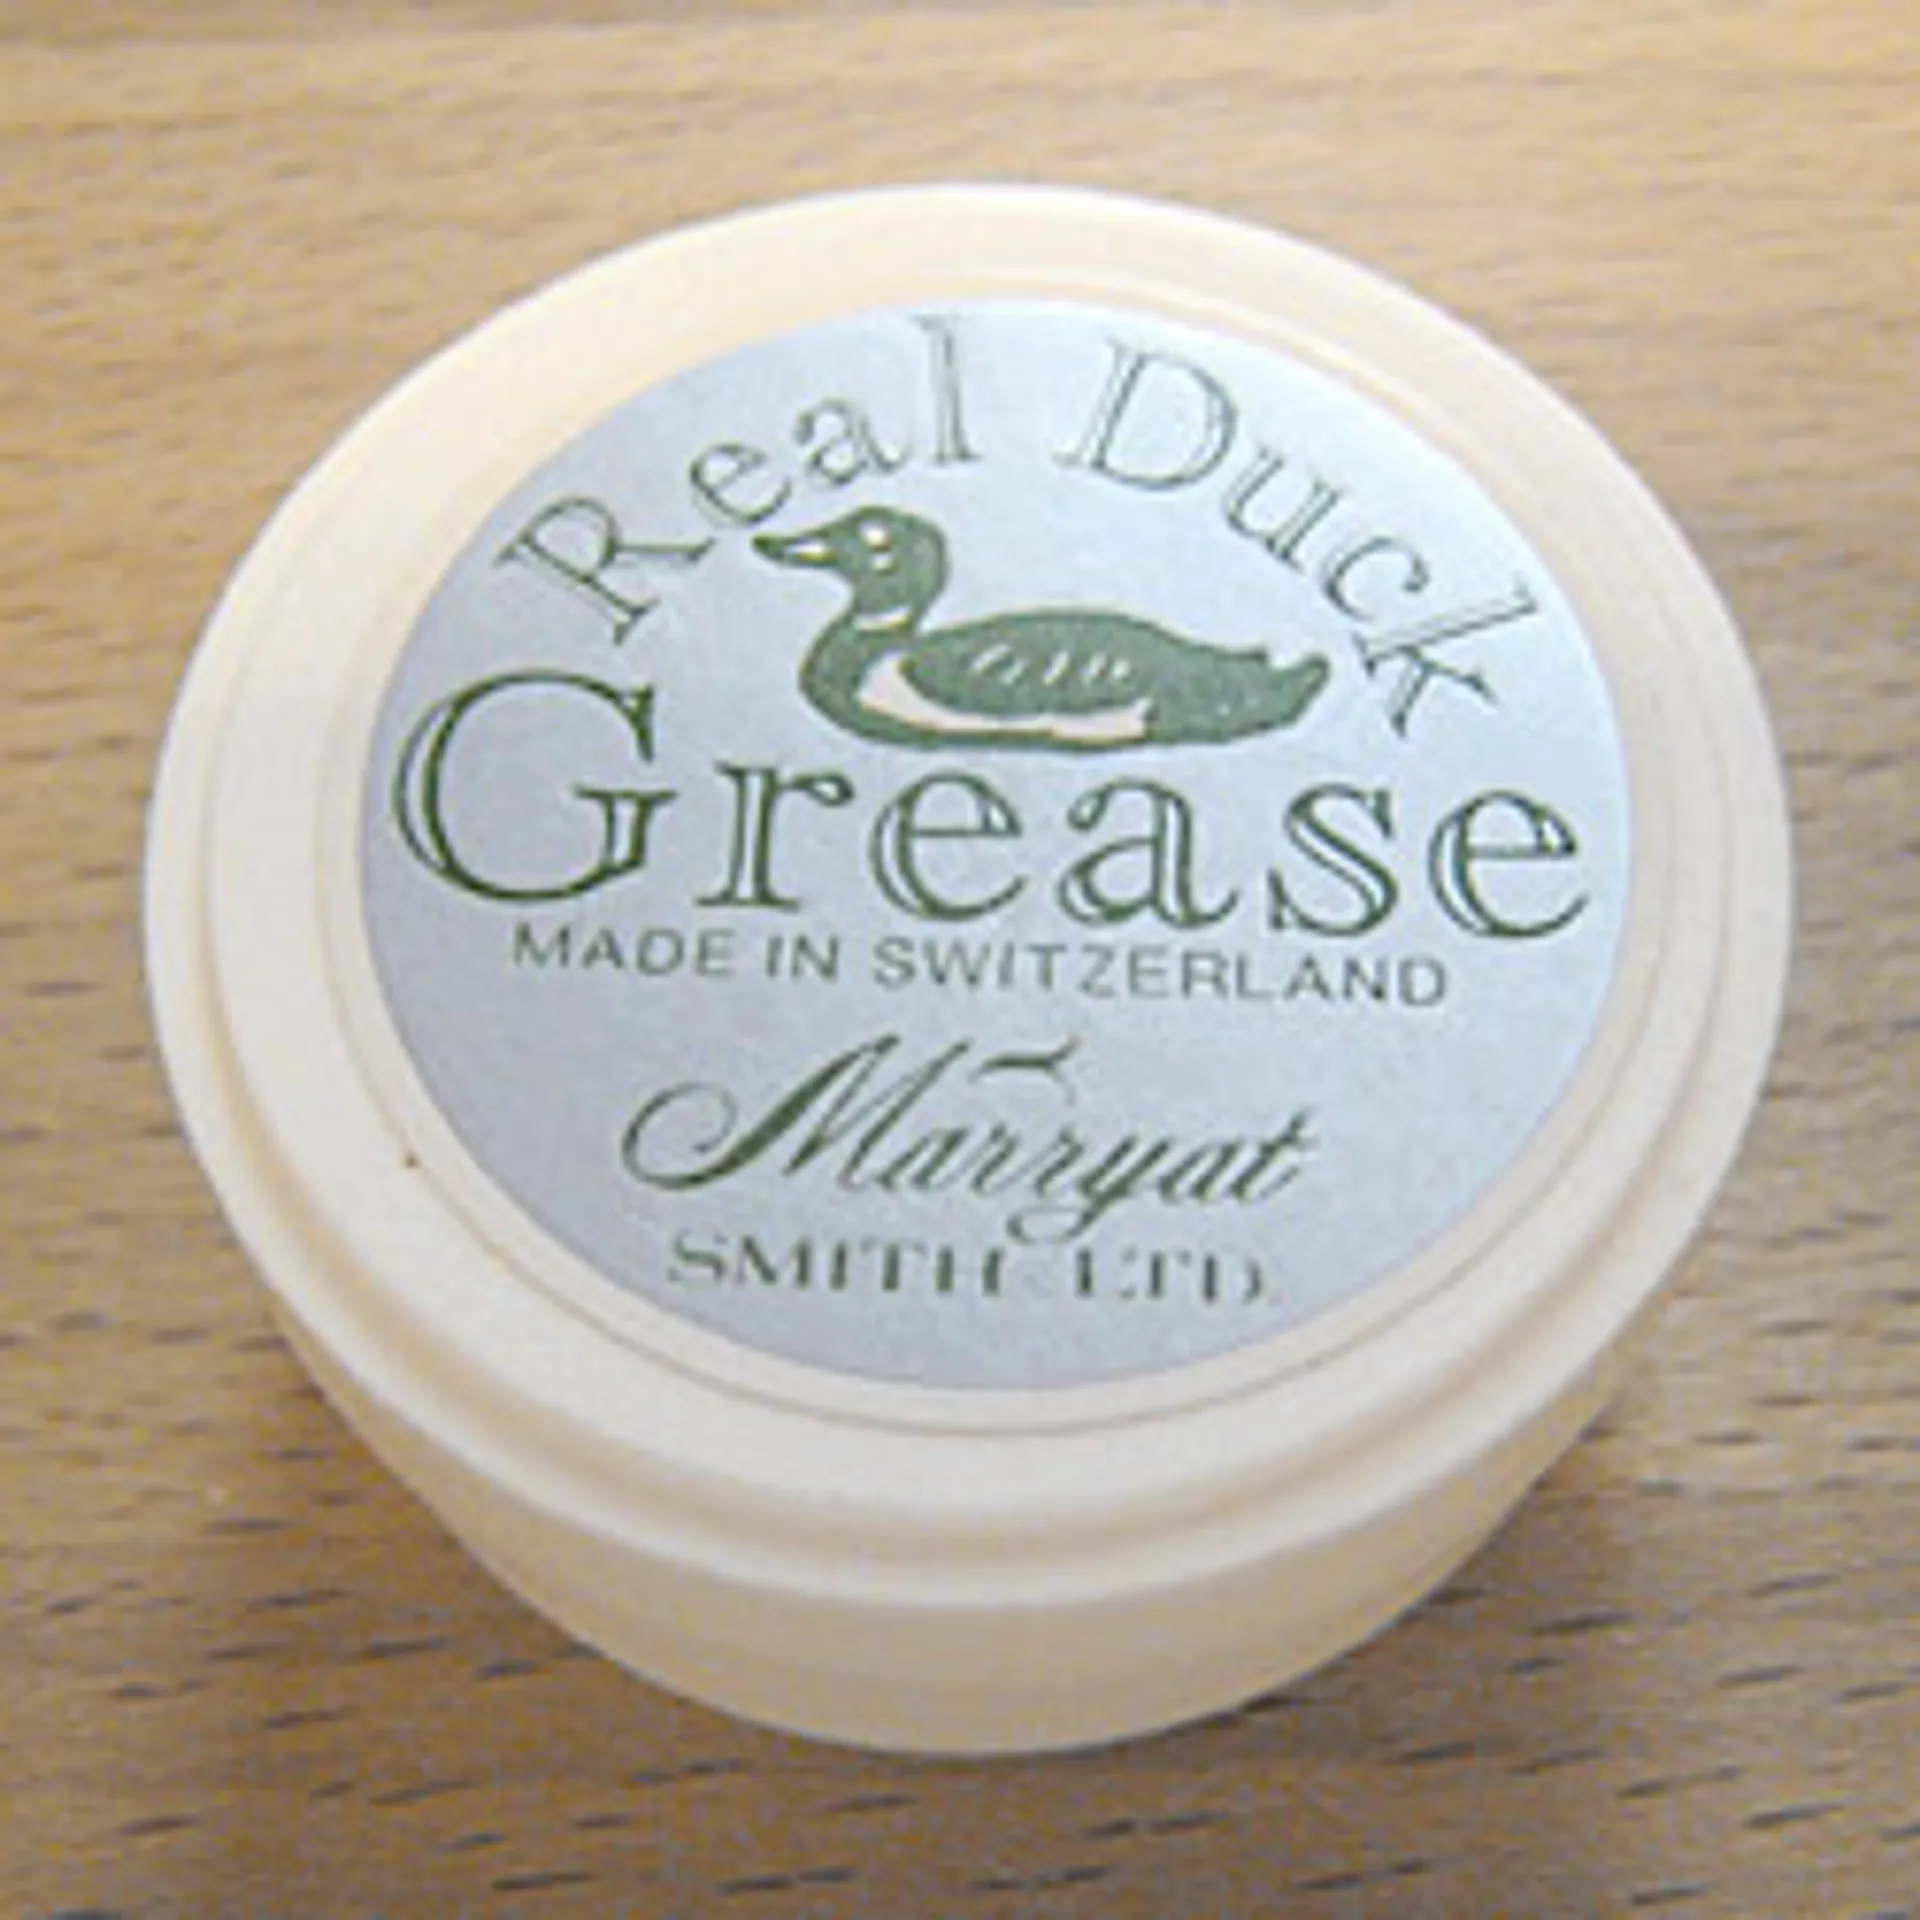 Real Duck
Grease
MADE IN SWITZERLAND
Marryat
SMITH LTD.